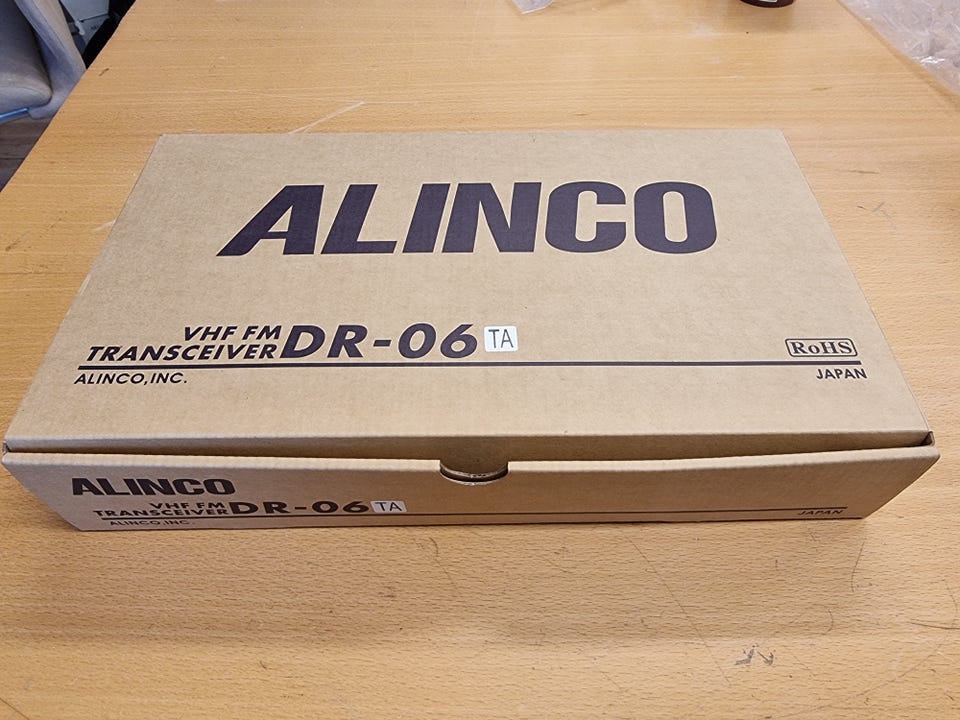 ALINCO
VHF FM
TRANSCEIVER DR-06 TA
RoHS
ALINCO,INC.
JAPAN
ALINCO
VHF FM
TRANSCEIVER DR-06 TA
ALINCO,INC.
JAPAN